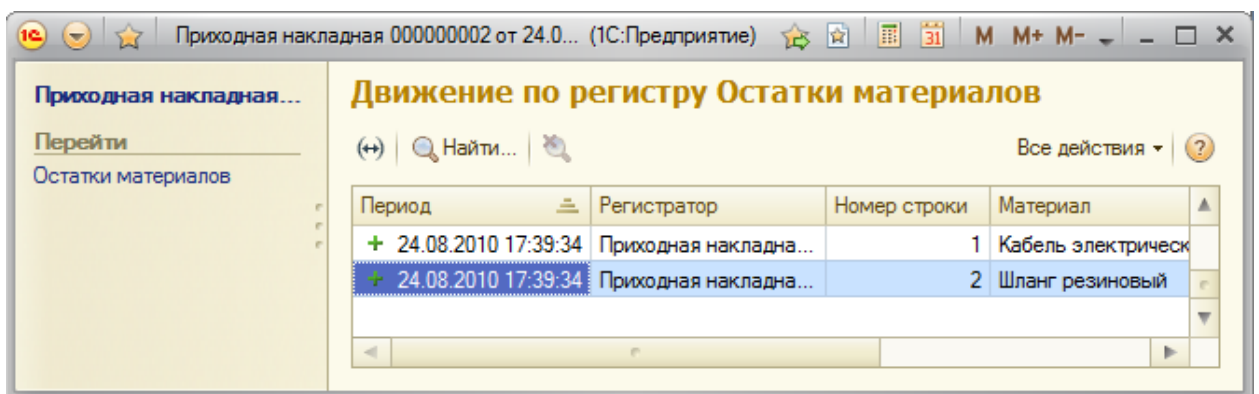 1С Приходная накладная 000000002 от 24.0... (1С:Предприятие) 31 M M+ M-
Приходная накладная...
Перейти
Остатки материалов
Движение по регистру Остатки материалов
Найти... Все действия ?
Период Регистратор Номер строки Материал
24.08.2010 17:39:34 Приходная накладна... 1 Кабель электрическ
24.08.2010 17:39:34 Приходная накладна... 2 Шланг резиновый